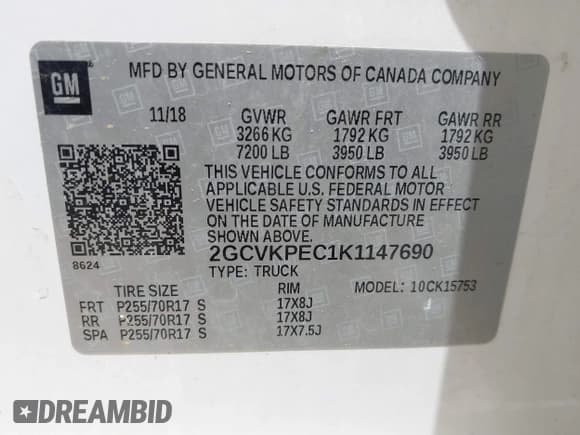 GM
MFD BY GENERAL MOTORS OF CANADA COMPANY
11/18 GVWR GAWR FRT GAWR RR
3266 KG 1792 KG 1792 KG
7200 LB 3950 LB 3950 LB
THIS VEHICLE CONFORMS TO ALL
APPLICABLE U.S. FEDERAL MOTOR
VEHICLE SAFETY STANDARDS IN EFFECT
ON THE DATE OF MANUFACTURE
SHOWN ABOVE.
8624 2GCVKPEC1K1147690
TYPE: TRUCK
TIRE SIZE RIM MODEL: 10CK15753
FRT P255/70R17 S 17X8J
RR P255/70R17 S 17X8J
SPA P255/70R17 S 17X7.5J
DREAMBID